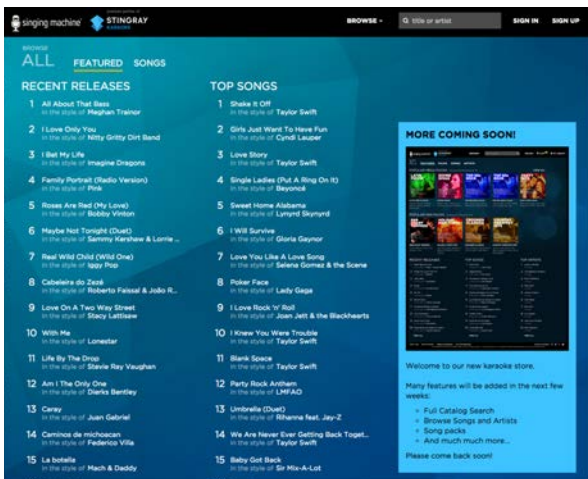 singing machine
STINGRAY
KARAOKE
BROWSE
title or artist
SIGN IN
SIGN UP
BROWSE
ALL
FEATURED
SONGS
RECENT RELEASES
1 All About That Bass
in the style of Meghan Trainor
2 I Love Only You
in the style of Nitty Gritty Dirt Band
3 I Bet My Life
in the style of Imagine Dragons
4 Family Portrait (Radio Version)
in the style of Pink
5 Roses Are Red (My Love)
in the style of Bobby Vinton
6 Maybe Not Tonight (Duet)
in the style of Sammy Kershaw & Lorrie ...
7 Real Wild Child (Wild One)
in the style of Iggy Pop
8 Cabeleira do Zezé
in the style of Roberto Faissal & João R...
9 Love On A Two Way Street
in the style of Stacy Lattisaw
10 With Me
in the style of Lonestar
11 Life By The Drop
in the style of Stevie Ray Vaughan
12 Am I The Only One
in the style of Dierks Bentley
13 Caray
in the style of Juan Gabriel
14 Caminos de michoacan
in the style of Federico Villa
15 La botella
in the style of Mach & Daddy
TOP SONGS
1 Shake It Off
in the style of Taylor Swift
2 Girls Just Want To Have Fun
in the style of Cyndi Lauper
3 Love Story
in the style of Taylor Swift
4 Single Ladies (Put A Ring On It)
in the style of Beyoncé
5 Sweet Home Alabama
in the style of Lynyrd Skynyrd
6 I Will Survive
in the style of Gloria Gaynor
7 Love You Like A Love Song
in the style of Selena Gomez & the Scene
8 Poker Face
in the style of Lady Gaga
9 I Love Rock 'n' Roll
in the style of Joan Jett & the Blackhearts
10 I Knew You Were Trouble
in the style of Taylor Swift
11 Blank Space
in the style of Taylor Swift
12 Party Rock Anthem
in the style of LMFAO
13 Umbrella (Duet)
in the style of Rihanna feat. Jay-Z
14 We Are Never Ever Getting Back Toget...
in the style of Taylor Swift
15 Baby Got Back
in the style of Sir Mix-A-Lot
MORE COMING SOON!
RECENT RELEASES
TOP SONGS
TOP ARTISTS
Welcome to our new karaoke store.
Many features will be added in the next few
weeks:
Full Catalog Search
Browse Songs and Artists
Song packs
And much much more...
Please come back soon!